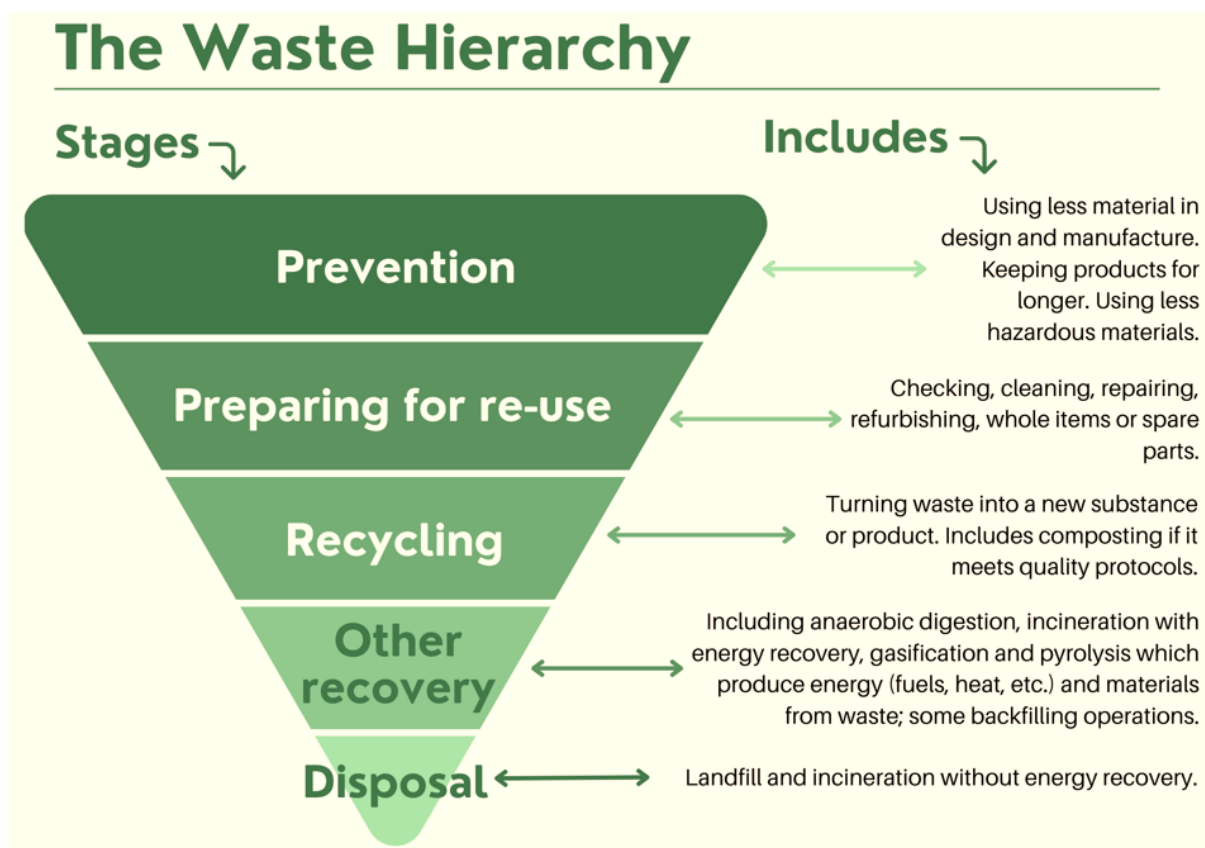 The Waste Hierarchy
Stages
Includes
Prevention
Using less material in
design and manufacture.
Keeping products for
longer. Using less
hazardous materials.
Preparing for re-use
Checking, cleaning, repairing,
refurbishing, whole items or spare
parts.
Recycling
Turning waste into a new substance
or product. Includes composting if it
meets quality protocols.
Other
recovery
Including anaerobic digestion, incineration with
energy recovery, gasification and pyrolysis which
produce energy (fuels, heat, etc.) and materials
from waste; some backfilling operations.
Disposal
Landfill and incineration without energy recovery.